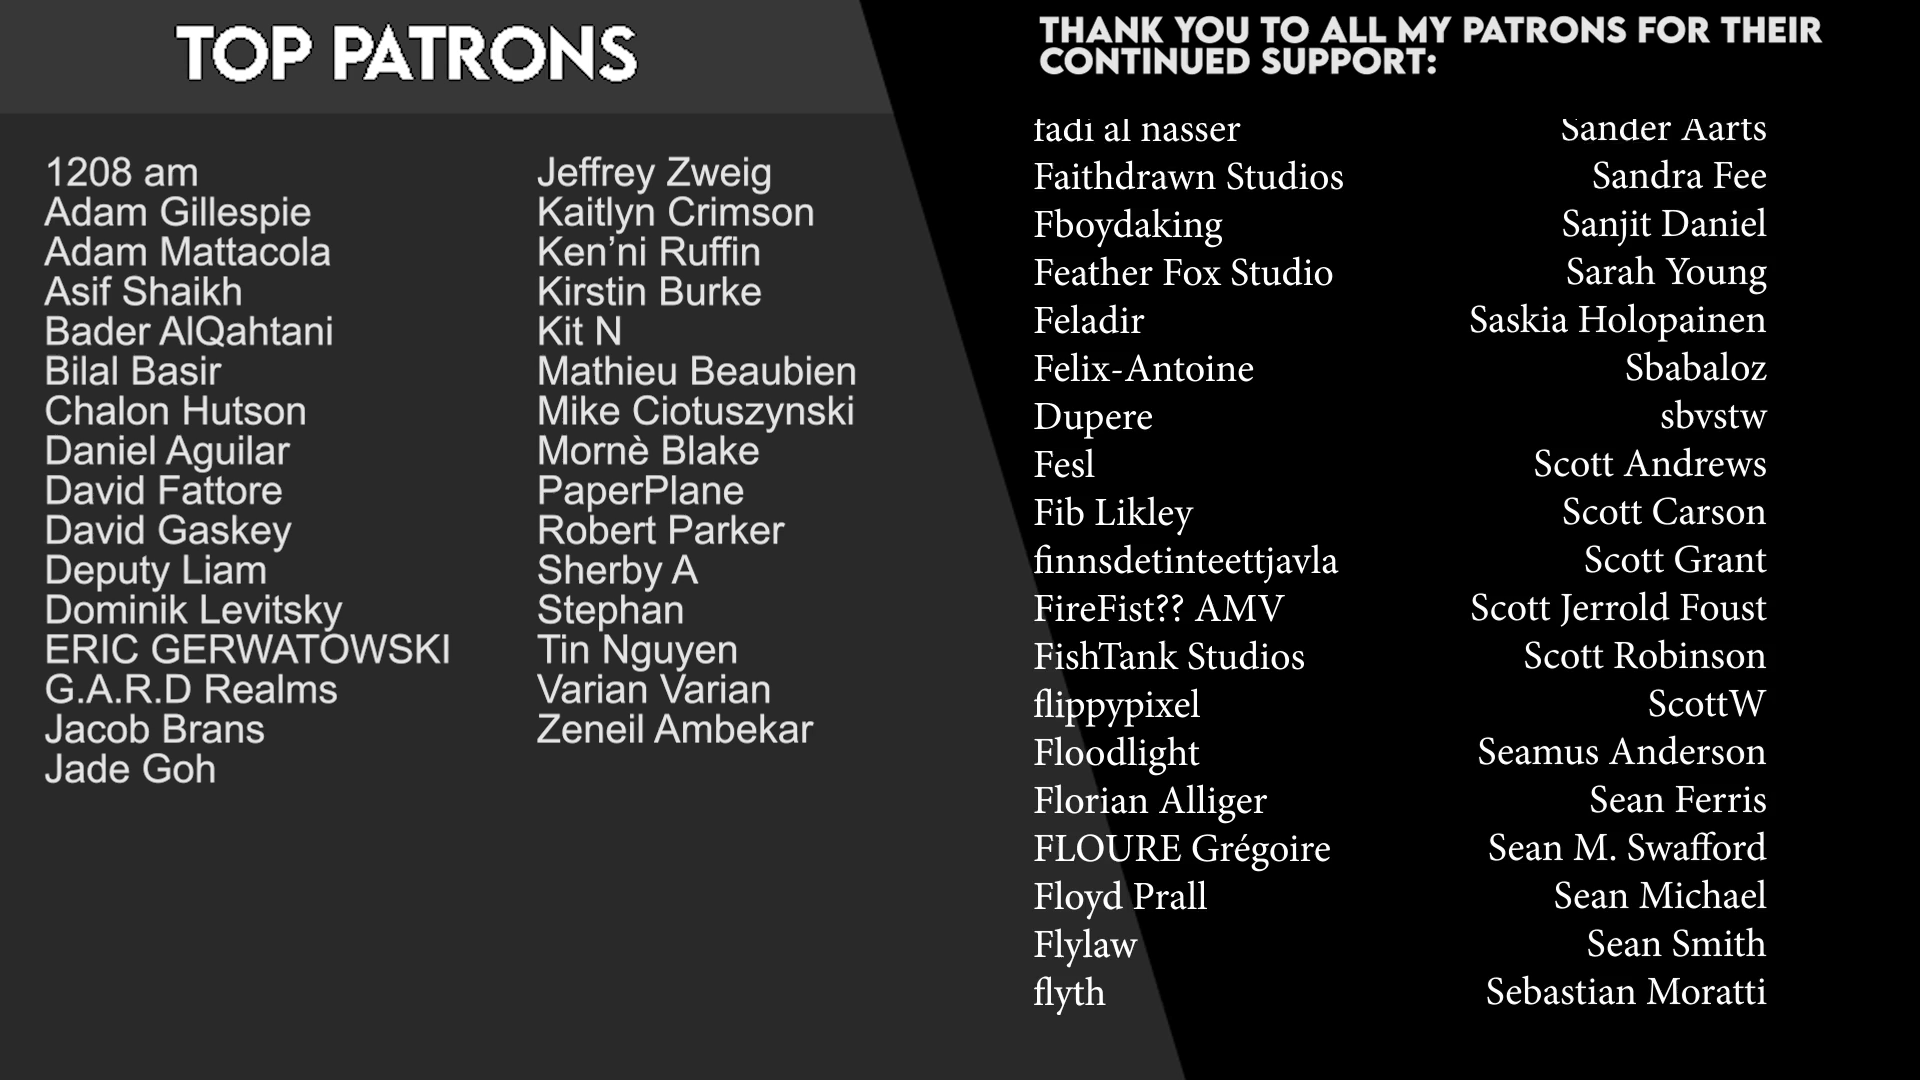 TOP PATRONS
1208 am
Adam Gillespie
Adam Mattacola
Asif Shaikh
Bader AlQahtani
Bilal Basir
Chalon Hutson
Daniel Aguilar
David Fattore
David Gaskey
Deputy Liam
Dominik Levitsky
ERIC GERWATOWSKI
G.A.R.D Realms
Jacob Brans
Jade Goh
Jeffrey Zweig
Kaitlyn Crimson
Ken’ni Ruffin
Kirstin Burke
Kit N
Mathieu Beaubien
Mike Ciotuszynski
Mornè Blake
PaperPlane
Robert Parker
Sherby A
Stephan
Tin Nguyen
Varian Varian
Zeneil Ambekar
THANK YOU TO ALL MY PATRONS FOR THEIR
CONTINUED SUPPORT:
fadi al nasser
Faithdrawn Studios
Fboydaking
Feather Fox Studio
Feladir
Felix-Antoine
Dupere
Fesl
Fib Likley
finnsdetinteettjavla
FireFist?? AMV
FishTank Studios
flippypixel
Floodlight
Florian Alliger
FLOURE Grégoire
Floyd Prall
Flylaw
flyth
Sander Aarts
Sandra Fee
Sanjit Daniel
Sarah Young
Saskia Holopainen
Sbabaloz
sbvstw
Scott Andrews
Scott Carson
Scott Grant
Scott Jerrold Foust
Scott Robinson
ScottW
Seamus Anderson
Sean Ferris
Sean M. Swafford
Sean Michael
Sean Smith
Sebastian Moratti